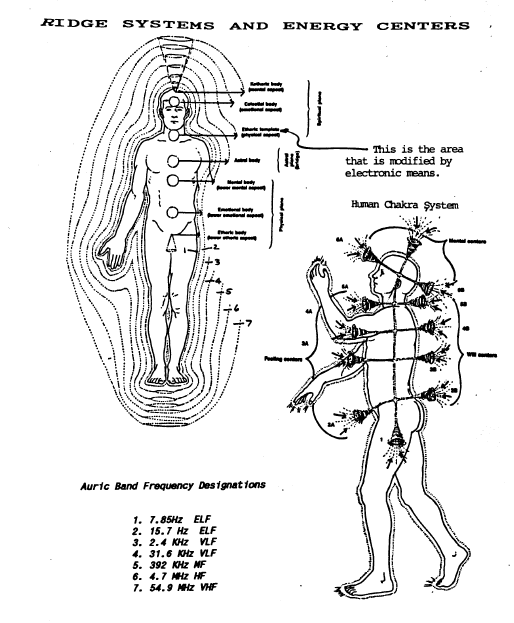 RIDGE SYSTEMS AND ENERGY CENTERS
Ketheric body
(mental aspect)
Celestial body
(emotional aspect)
Etheric template
(physical aspect)
Spiritual plane
Astral body
Astral
plane
(bridge)
Mental body
(lower mental aspect)
Emotional body
(lower emotional aspect)
Etheric body
(lower etheric aspect)
Physical plane
1
2
3
4
5
6
7
This is the area
that is modified by
electronic means.
Human Chakra System
Mental centers
6A
6B
5A
5B
4A
4B
3A
3B
2A
2B
1
Feeling centers
Will centers
Auric Band Frequency Designations
1. 7.85Hz ELF
2. 15.7 Hz ELF
3. 2.4 KHz VLF
4. 31.6 KHz VLF
5. 392 KHz MF
6. 4.7 MHz HF
7. 54.9 MHz VHF